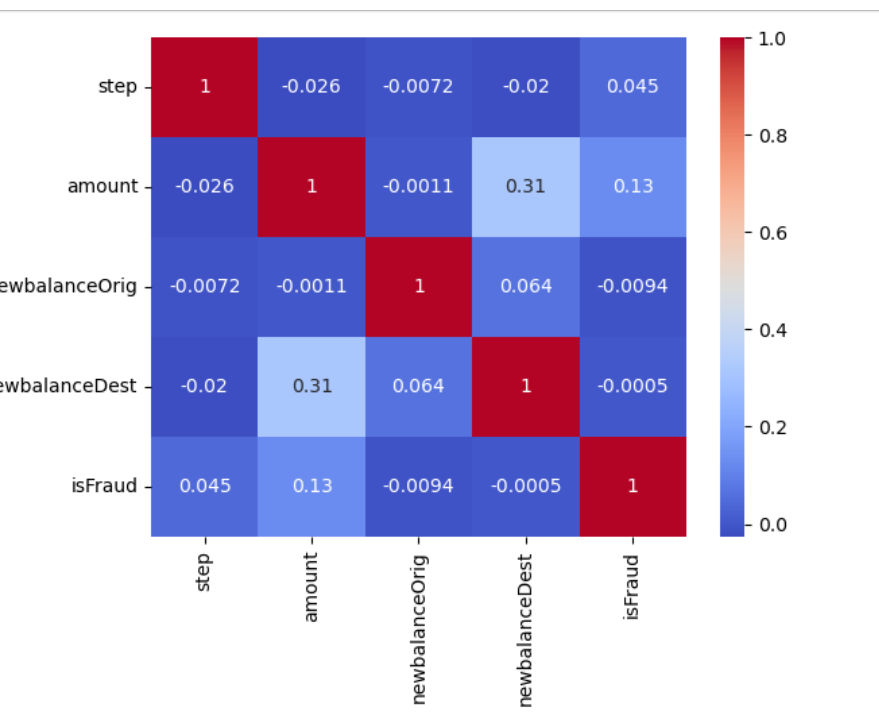 step 1 -0.026 -0.0072 -0.02 0.045
amount -0.026 1 -0.0011 0.31 0.13
ewbalanceOrig -0.0072 -0.0011 1 0.064 -0.0094
ewbalanceDest -0.02 0.31 0.064 1 -0.0005
isFraud 0.045 0.13 -0.0094 -0.0005 1
step
amount
newbalanceOrig
newbalanceDest
isFraud
1.0
0.8
0.6
0.4
0.2
0.0